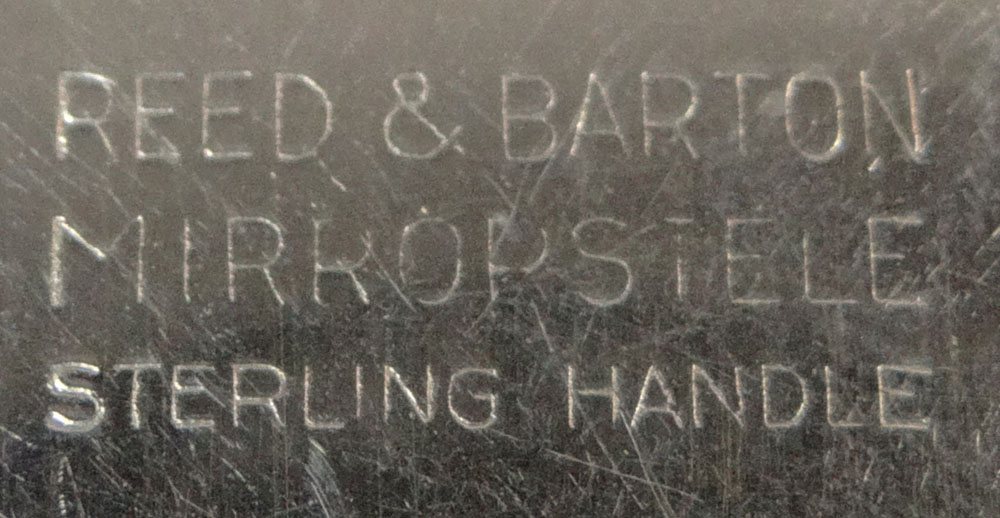 REED & BARTON
MIRRORSTELE
STERLING HANDLE